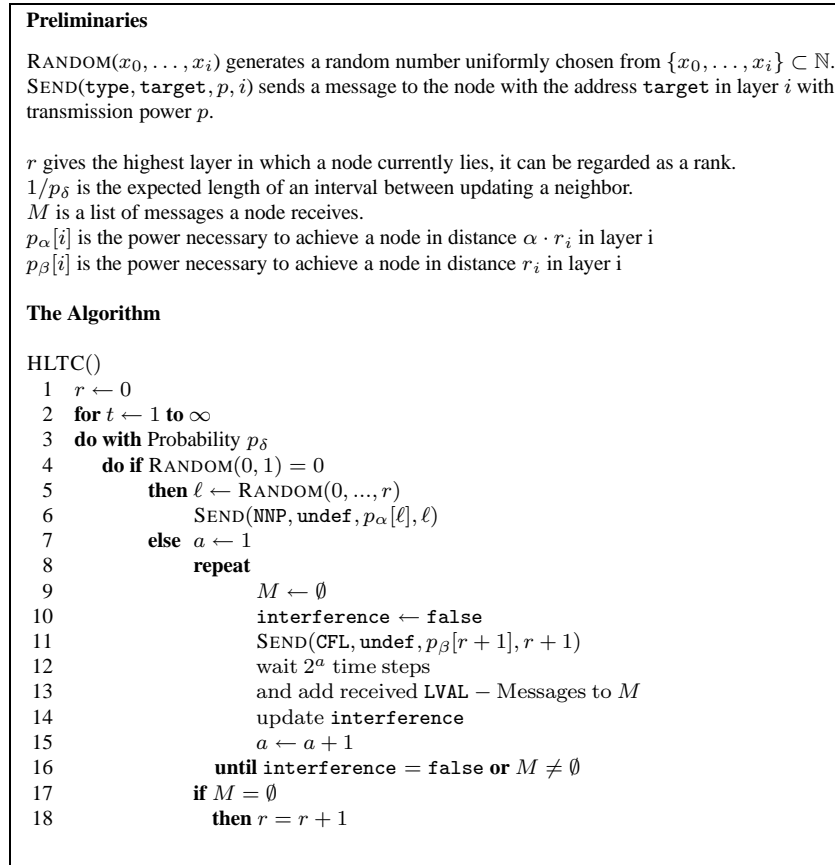 Preliminaries
RANDOM(x₀, . . . , xᵢ) generates a random number uniformly chosen from {x₀, . . . , xᵢ} ⊂ ℕ.
SEND(type, target, p, i) sends a message to the node with the address target in layer i with
transmission power p.
r gives the highest layer in which a node currently lies, it can be regarded as a rank.
1/p_δ is the expected length of an interval between updating a neighbor.
M is a list of messages a node receives.
p_α[i] is the power necessary to achieve a node in distance α · rᵢ in layer i
p_β[i] is the power necessary to achieve a node in distance rᵢ in layer i
The Algorithm
HLTC()
1 r ← 0
2 for t ← 1 to ∞
3 do with Probability p_δ
4 do if RANDOM(0, 1) = 0
5 then ℓ ← RANDOM(0, ..., r)
6 SEND(NNP, undef, p_α[ℓ], ℓ)
7 else a ← 1
8 repeat
9 M ← ∅
10 interference ← false
11 SEND(CFL, undef, p_β[r + 1], r + 1)
12 wait 2ᵃ time steps
13 and add received LVAL − Messages to M
14 update interference
15 a ← a + 1
16 until interference = false or M ≠ ∅
17 if M = ∅
18 then r = r + 1